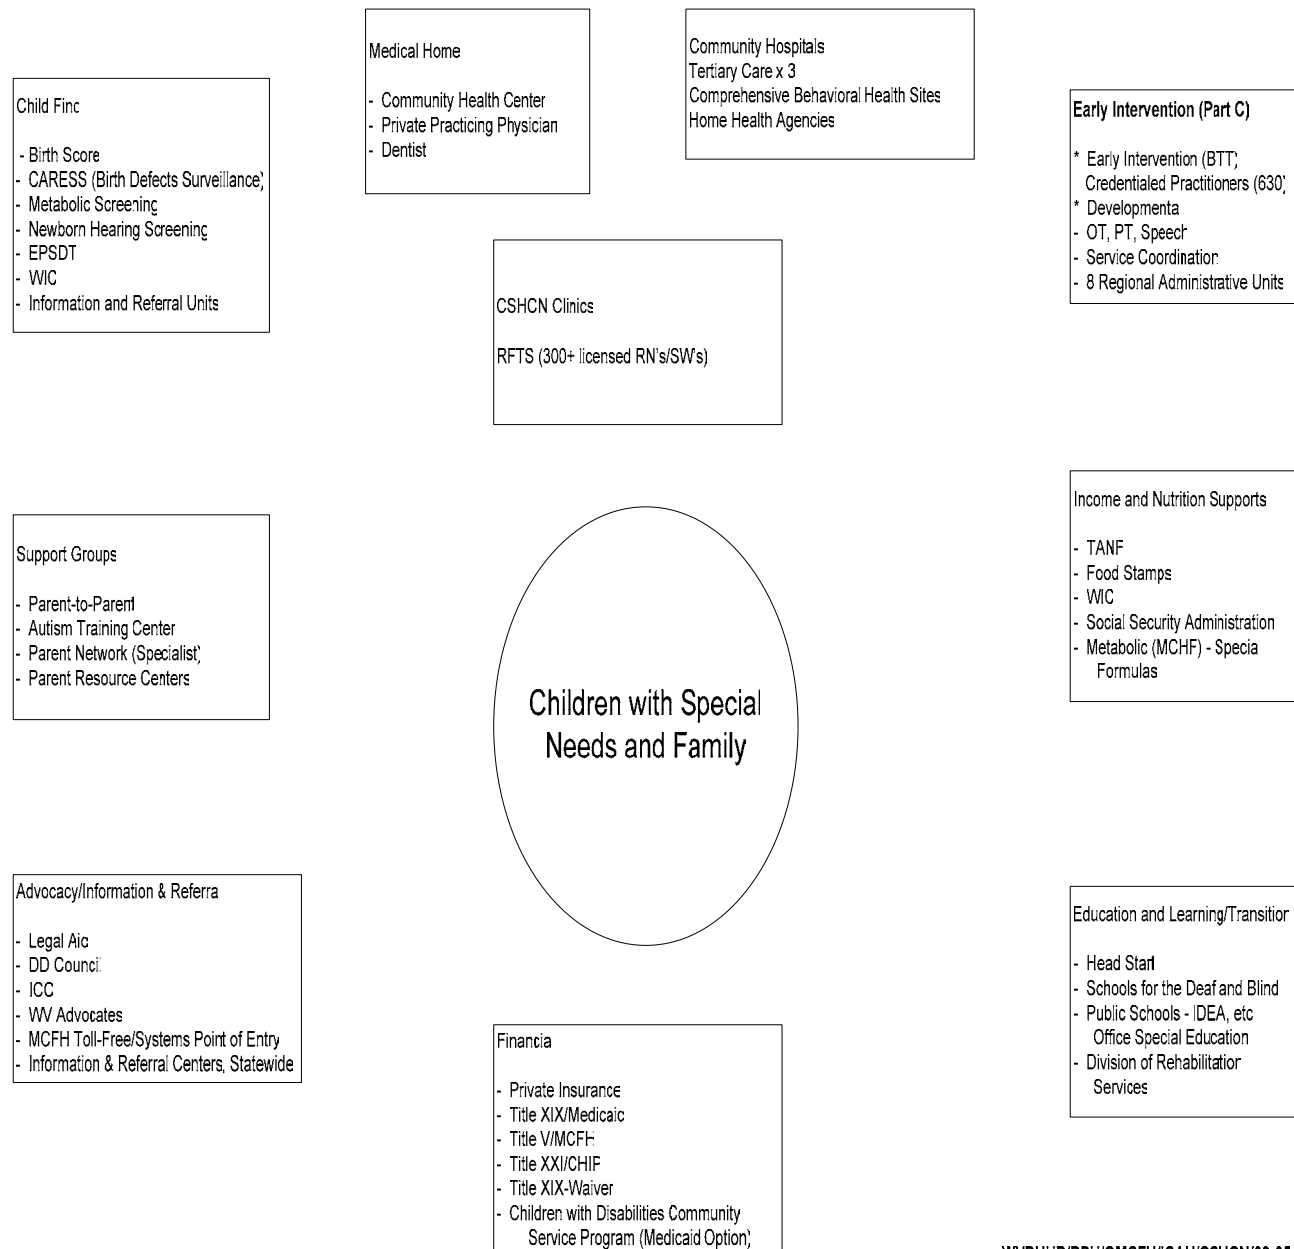 Medical Home
- Community Health Center
- Private Practicing Physician
- Dentist
Community Hospitals
Tertiary Care x 3
Comprehensive Behavioral Health Sites
Home Health Agencies
Child Find
- Birth Score
- CARESS (Birth Defects Surveillance)
- Metabolic Screening
- Newborn Hearing Screening
- EPSDT
- WIC
- Information and Referral Units
Early Intervention (Part C)
* Early Intervention (BTT)
Credentialed Practitioners (630)
* Developmenta
- OT, PT, Speech
- Service Coordination
- 8 Regional Administrative Units
CSHCN Clinics
RFTS (300+ licensed RN's/SW's)
Support Groups
- Parent-to-Parent
- Autism Training Center
- Parent Network (Specialist)
- Parent Resource Centers
Income and Nutrition Supports
- TANF
- Food Stamps
- WIC
- Social Security Administration
- Metabolic (MCHF) - Specia
Formulas
Children with Special
Needs and Family
Advocacy/Information & Referra
- Legal Aid
- DD Council
- ICC
- WV Advocates
- MCFH Toll-Free/Systems Point of Entry
- Information & Referral Centers, Statewide
Education and Learning/Transition
- Head Start
- Schools for the Deaf and Blind
- Public Schools - IDEA, etc
Office Special Education
- Division of Rehabilitation
Services
Financia
- Private Insurance
- Title XIX/Medicaid
- Title V/MCFH
- Title XXI/CHIP
- Title XIX-Waiver
- Children with Disabilities Community
Service Program (Medicaid Option)